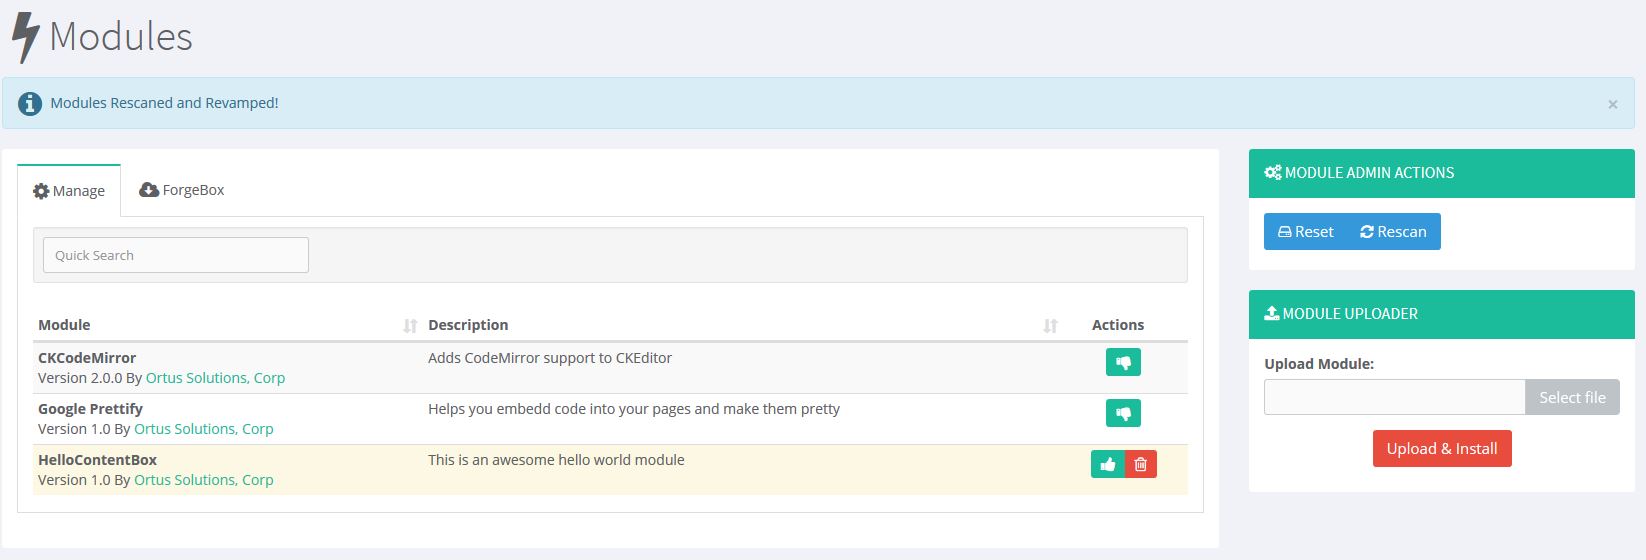 Modules
Modules Rescaned and Revamped!
×
Manage ForgeBox
Quick Search
Module Description Actions
CKCodeMirror Adds CodeMirror support to CKEditor
Version 2.0.0 By Ortus Solutions, Corp
Google Prettify Helps you embedd code into your pages and make them pretty
Version 1.0 By Ortus Solutions, Corp
HelloContentBox This is an awesome hello world module
Version 1.0 By Ortus Solutions, Corp
MODULE ADMIN ACTIONS
Reset Rescan
MODULE UPLOADER
Upload Module:
Select file
Upload & Install